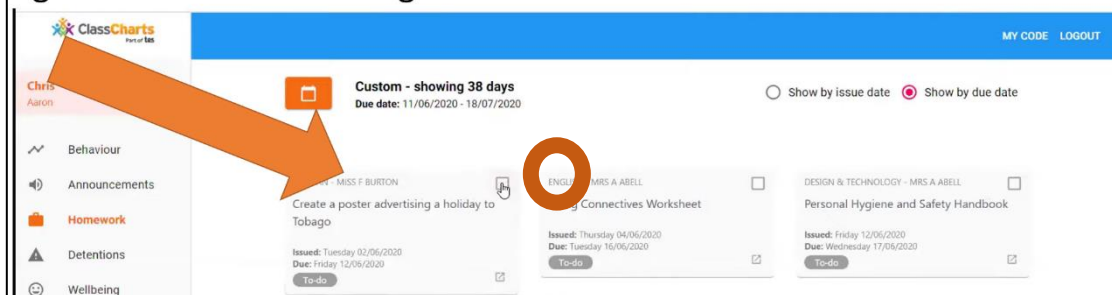 ClassCharts
Part of tes
MY CODE LOGOUT
Chris
Aaron
Custom - showing 38 days
Due date: 11/06/2020 - 18/07/2020
Show by issue date
Show by due date
Behaviour
Announcements
Homework
Detentions
Wellbeing
- MISS F BURTON
Create a poster advertising a holiday to
Tobago
Issued: Tuesday 02/06/2020
Due: Friday 12/06/2020
To-do
MRS A ABELL
Connectives Worksheet
Issued: Thursday 04/06/2020
Due: Tuesday 16/06/2020
To-do
DESIGN & TECHNOLOGY - MRS A ABELL
Personal Hygiene and Safety Handbook
Issued: Friday 12/06/2020
Due: Wednesday 17/06/2020
To-do